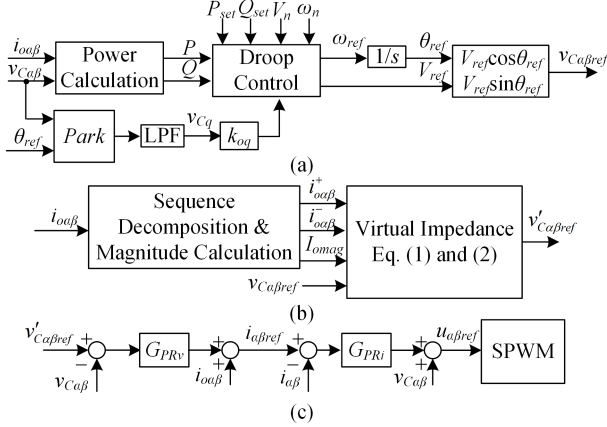 P_set Q_set V_n ω_n
i_oαβ
v_Cαβ
Power Calculation
P
Q
Droop Control
ω_ref
1/s
θ_ref
V_ref
V_ref cosθ_ref
V_ref sinθ_ref
v_Cαβref
θ_ref
Park
LPF
v_Cq
k_oq
(a)
i_oαβ
Sequence
Decomposition &
Magnitude Calculation
i_oαβ^+
i_oαβ^-
I_omag
v_Cαβref
Virtual Impedance
Eq. (1) and (2)
v'_Cαβref
(b)
v'_Cαβref
+
−
v_Cαβ
G_PRv
+
+
i_oαβ
i_αβref
+
−
i_αβ
G_PRi
+
+
v_Cαβ
u_αβref
SPWM
(c)